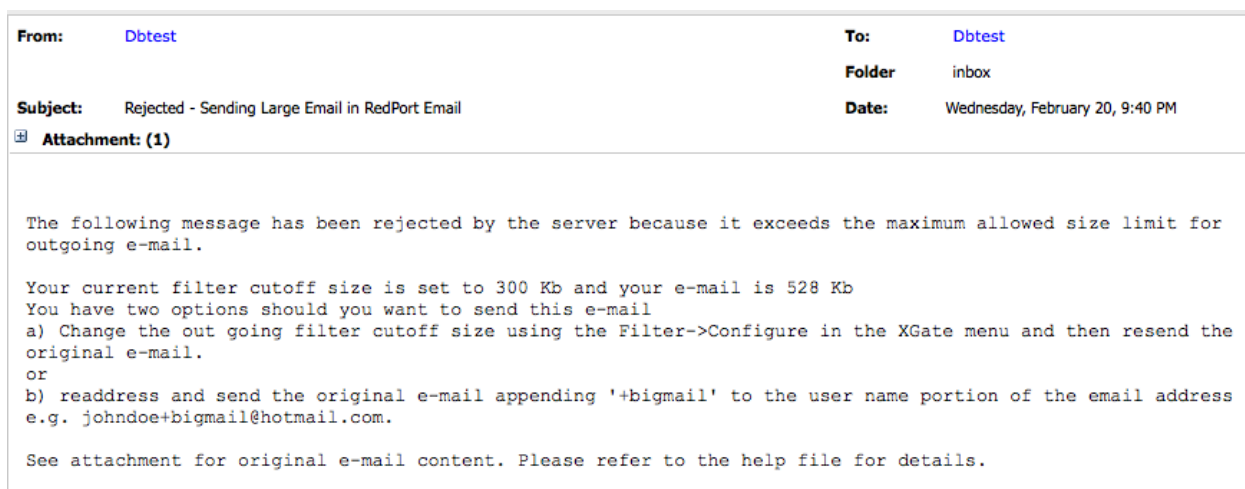 From: Dbtest To: Dbtest
Folder inbox
Subject: Rejected - Sending Large Email in RedPort Email Date: Wednesday, February 20, 9:40 PM
Attachment: (1)
The following message has been rejected by the server because it exceeds the maximum allowed size limit for
outgoing e-mail.
Your current filter cutoff size is set to 300 Kb and your e-mail is 528 Kb
You have two options should you want to send this e-mail
a) Change the out going filter cutoff size using the Filter->Configure in the XGate menu and then resend the
original e-mail.
or
b) readdress and send the original e-mail appending '+bigmail' to the user name portion of the email address
e.g. johndoe+bigmail@hotmail.com.
See attachment for original e-mail content. Please refer to the help file for details.